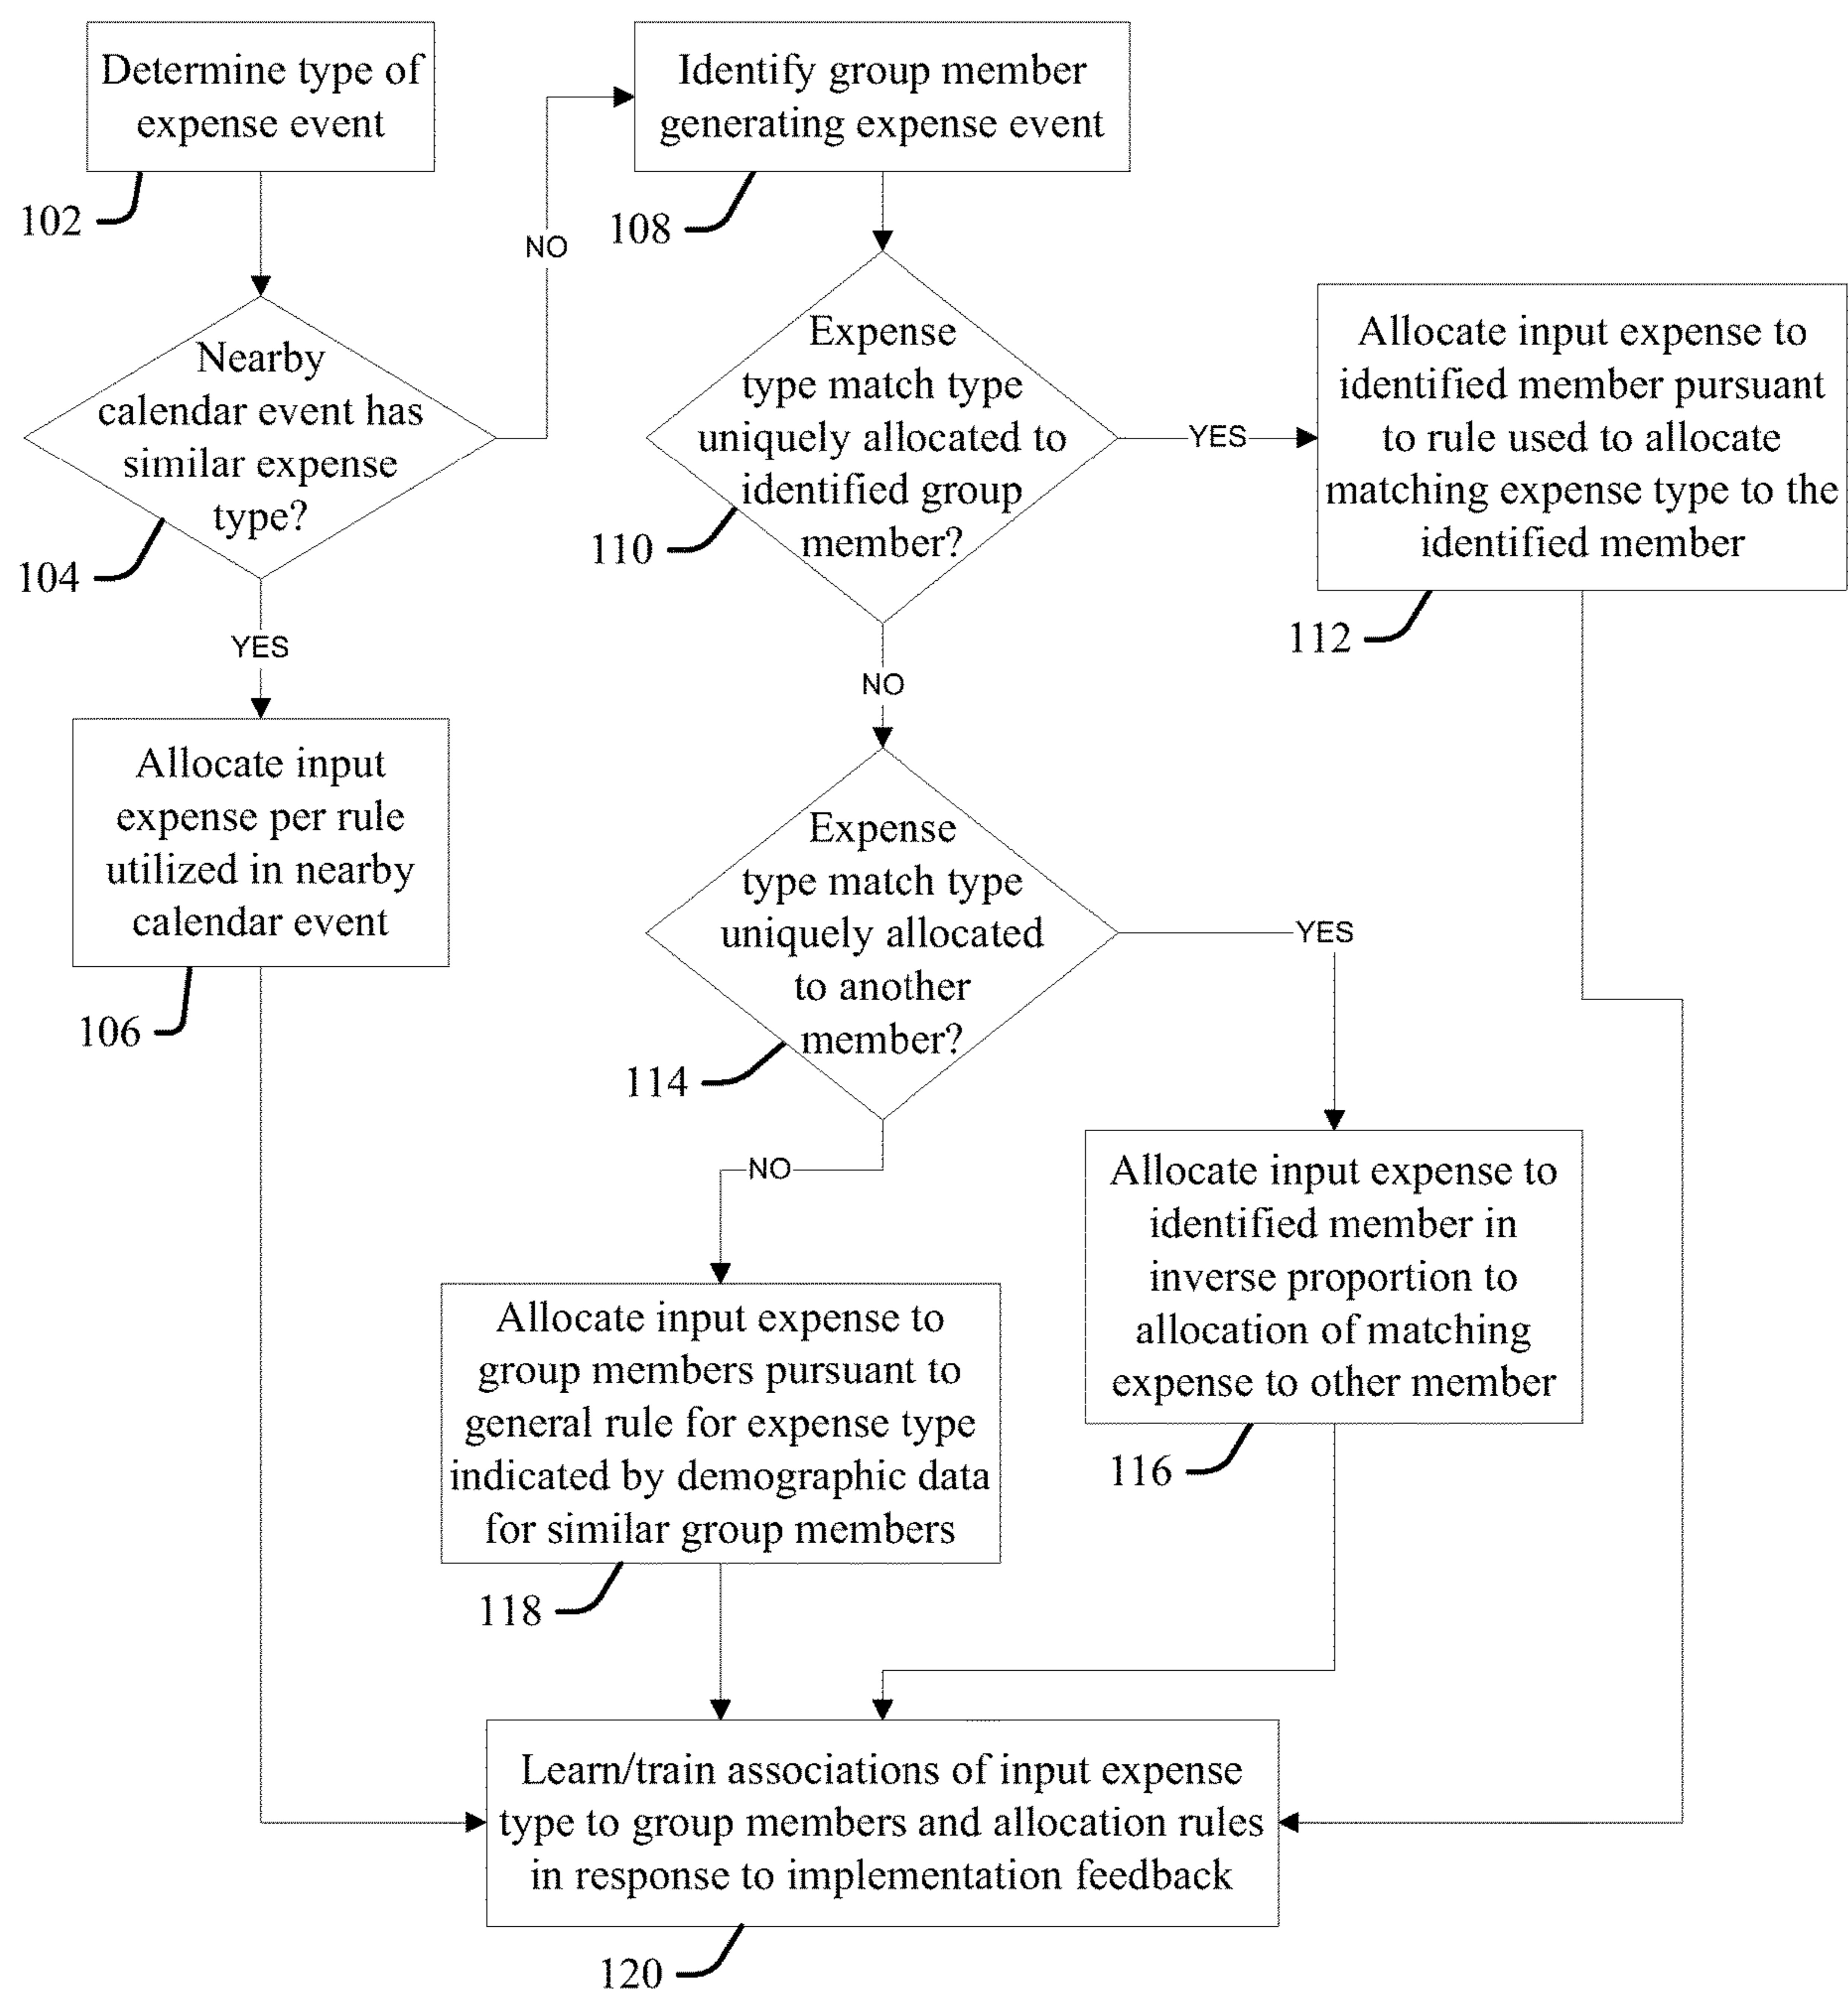 Determine type of
expense event
102
Nearby
calendar event has
similar expense
type?
104
YES
NO
Allocate input
expense per rule
utilized in nearby
calendar event
106
Identify group member
generating expense event
108
Expense
type match type
uniquely allocated to
identified group
member?
110
YES
NO
Allocate input expense to
identified member pursuant
to rule used to allocate
matching expense type to the
identified member
112
Expense
type match type
uniquely allocated
to another
member?
114
YES
NO
Allocate input expense to
identified member in
inverse proportion to
allocation of matching
expense to other member
116
Allocate input expense to
group members pursuant to
general rule for expense type
indicated by demographic data
for similar group members
118
Learn/train associations of input expense
type to group members and allocation rules
in response to implementation feedback
120